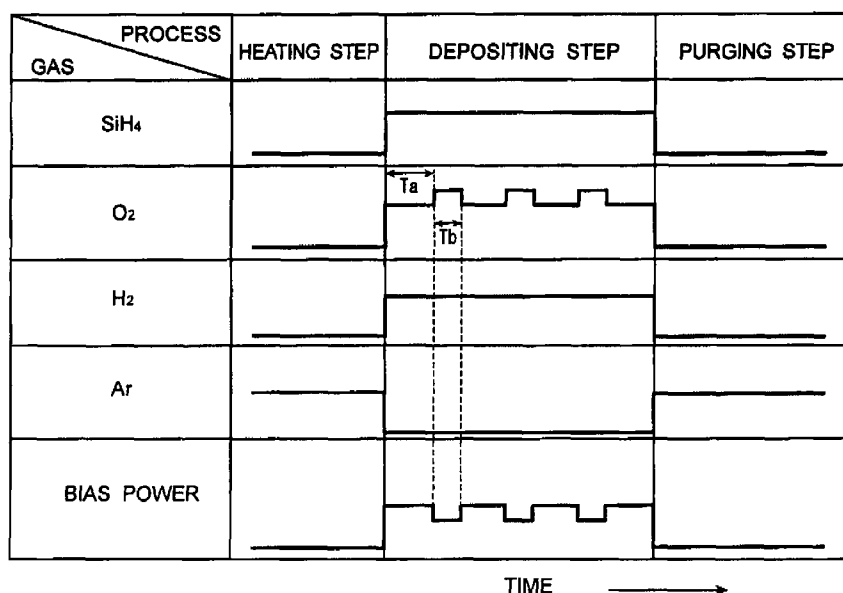 PROCESS
GAS
HEATING STEP
DEPOSITING STEP
PURGING STEP
SiH4
O2
Ta
Tb
H2
Ar
BIAS POWER
TIME